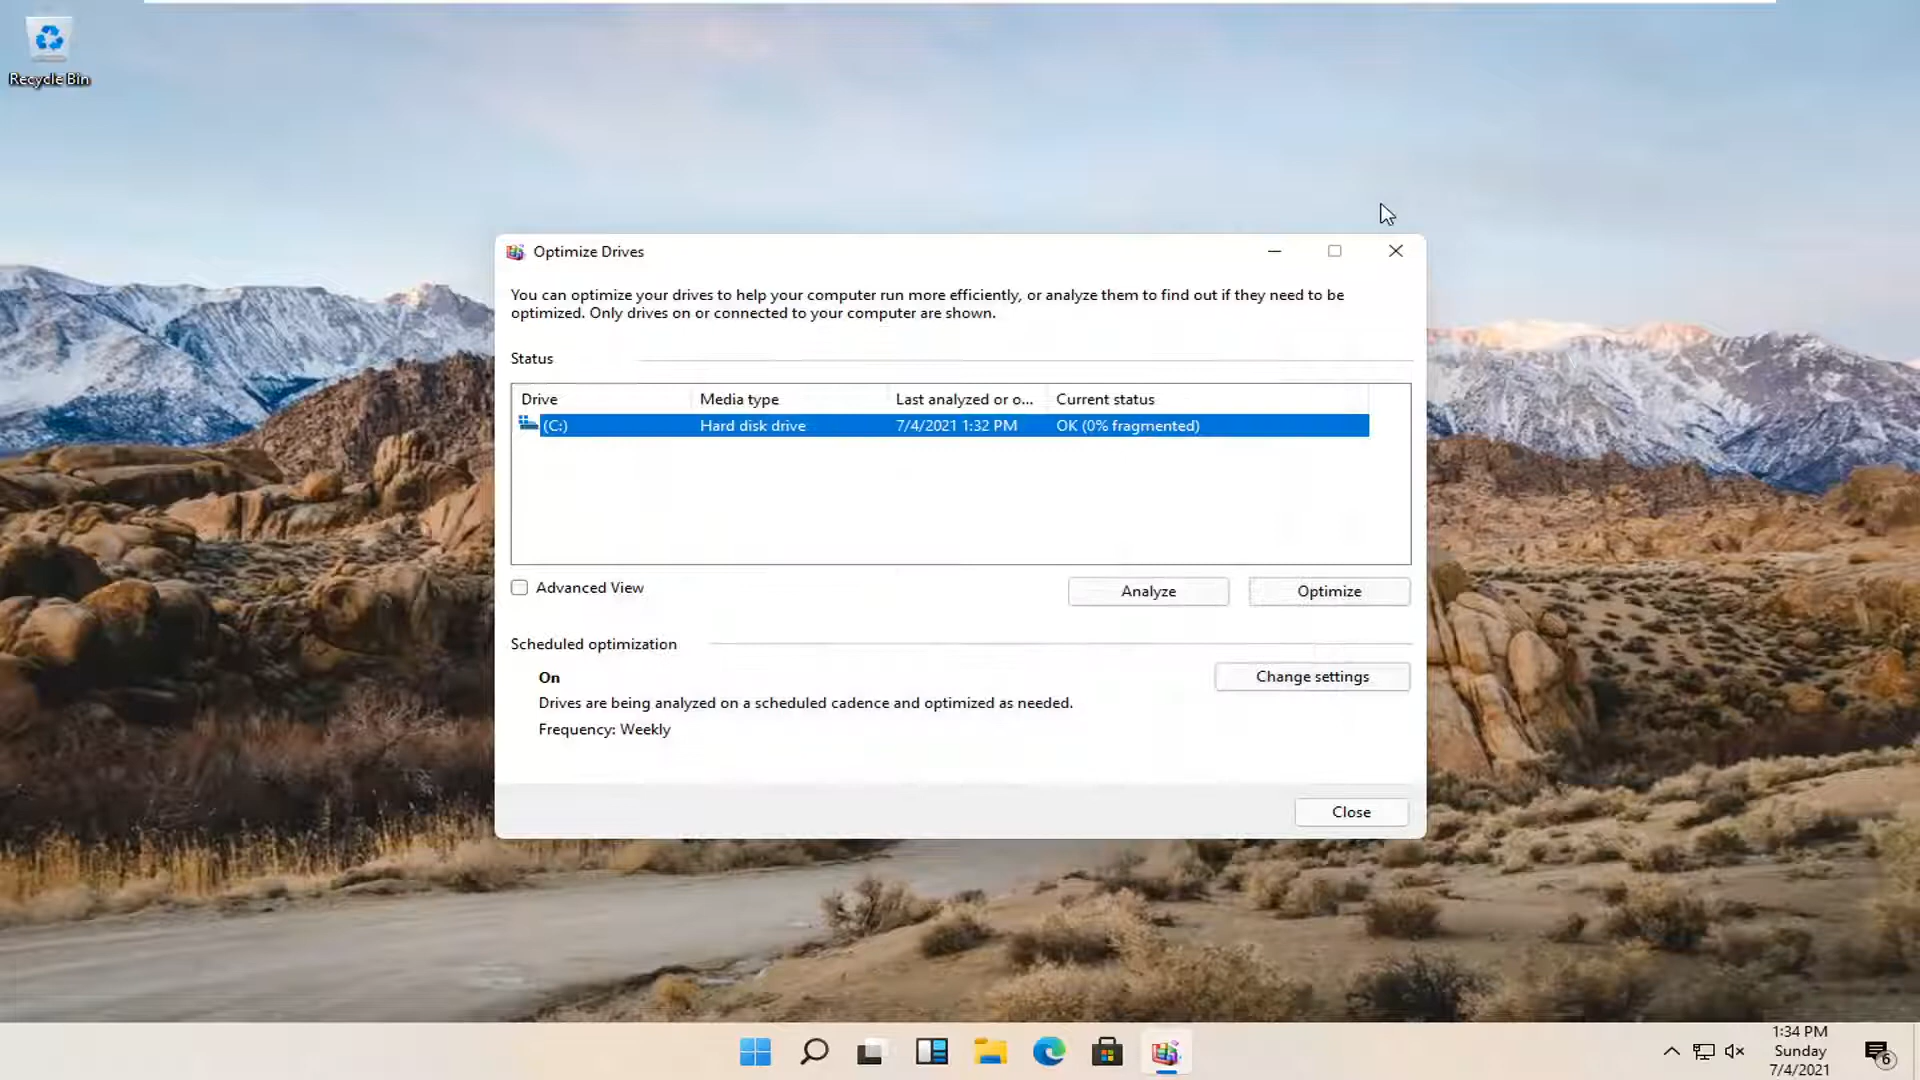 Recycle Bin
Optimize Drives
You can optimize your drives to help your computer run more efficiently, or analyze them to find out if they need to be
optimized. Only drives on or connected to your computer are shown.
Status
Drive Media type Last analyzed or o... Current status
(C:) Hard disk drive 7/4/2021 1:32 PM OK (0% fragmented)
Advanced View Analyze Optimize
Scheduled optimization
On Change settings
Drives are being analyzed on a scheduled cadence and optimized as needed.
Frequency: Weekly
Close
1:34 PM
Sunday
7/4/2021
6